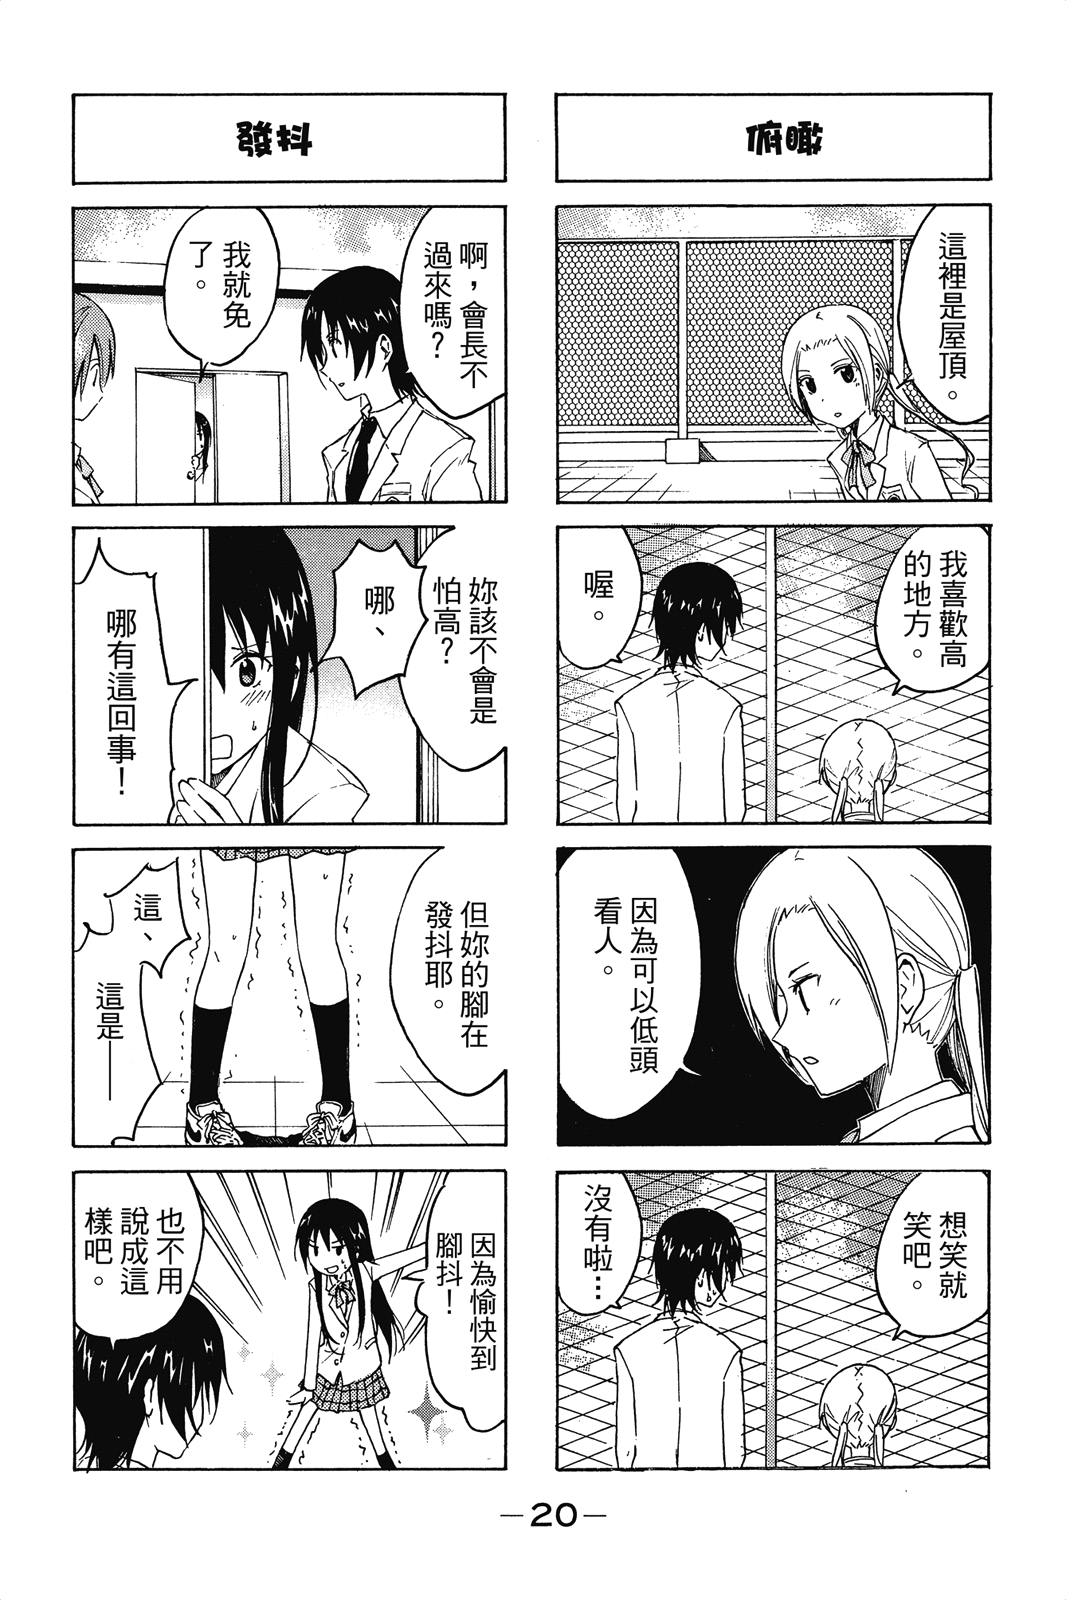 俯瞰
這裡是屋頂。
我喜歡高
的地方。
喔。
因為可以低頭
看人。
想笑就
笑吧。
沒有啦…
發抖
啊，會長不
過來嗎？
我就免
了。
妳該不會是
怕高？
哪、
哪有這回事！
但妳的腳在
發抖耶。
這、
這是──
因為愉快到
腳抖！
也不用
說成這
樣吧。
－20－